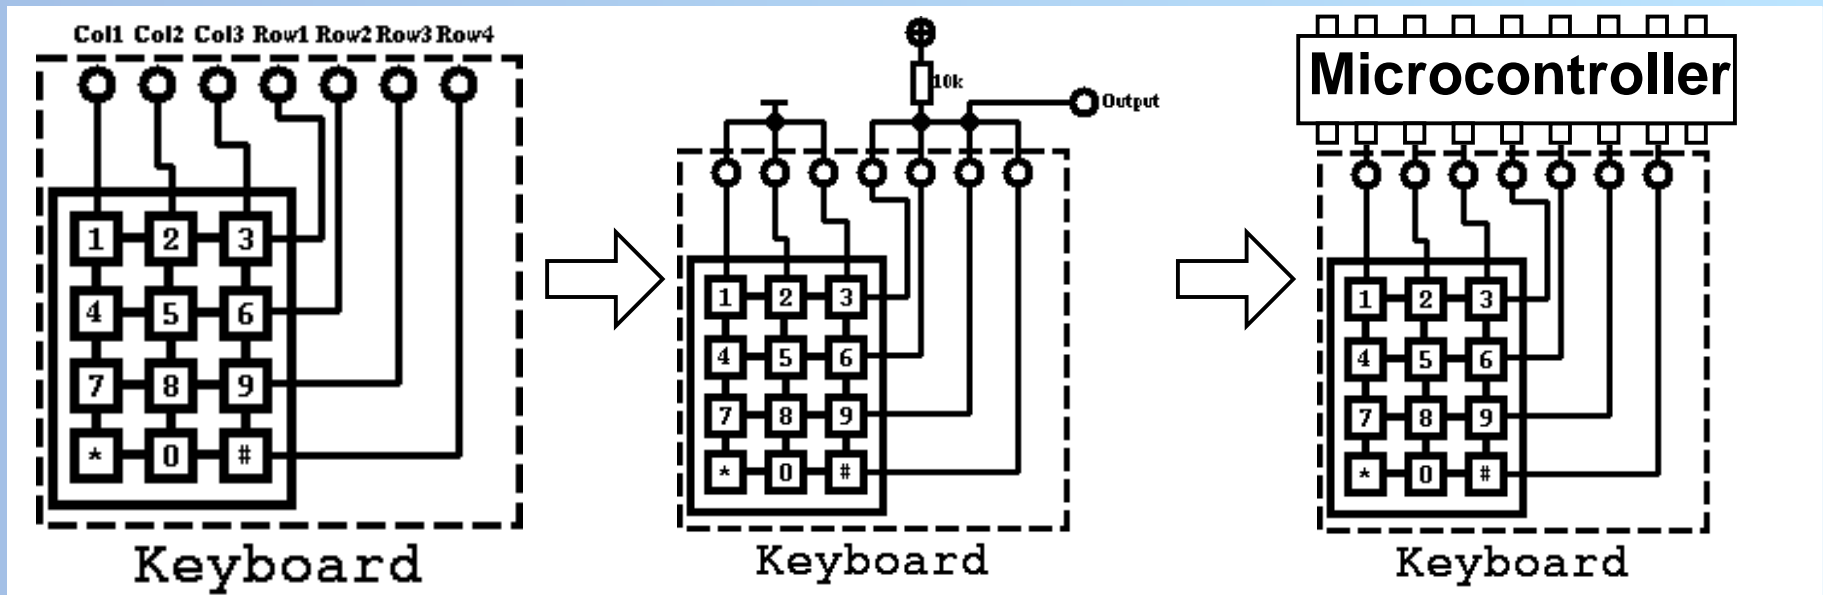 Col1 Col2 Col3 Row1 Row2 Row3 Row4
1 2 3
4 5 6
7 8 9
* 0 #
Keyboard
10k
Output
1 2 3
4 5 6
7 8 9
* 0 #
Keyboard
Microcontroller
1 2 3
4 5 6
7 8 9
* 0 #
Keyboard